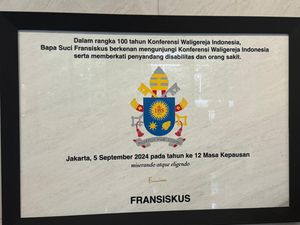 Dalam rangka 100 tahun Konferensi Waligereja Indonesia,
Bapa Suci Fransiskus berkenan mengunjungi Konferensi Waligereja Indonesia
serta memberkati penyandang disabilitas dan orang sakit.
IHS
Jakarta, 5 September 2024 pada tahun ke 12 Masa Kepausan
miserando atque eligendo
FRANSISKUS